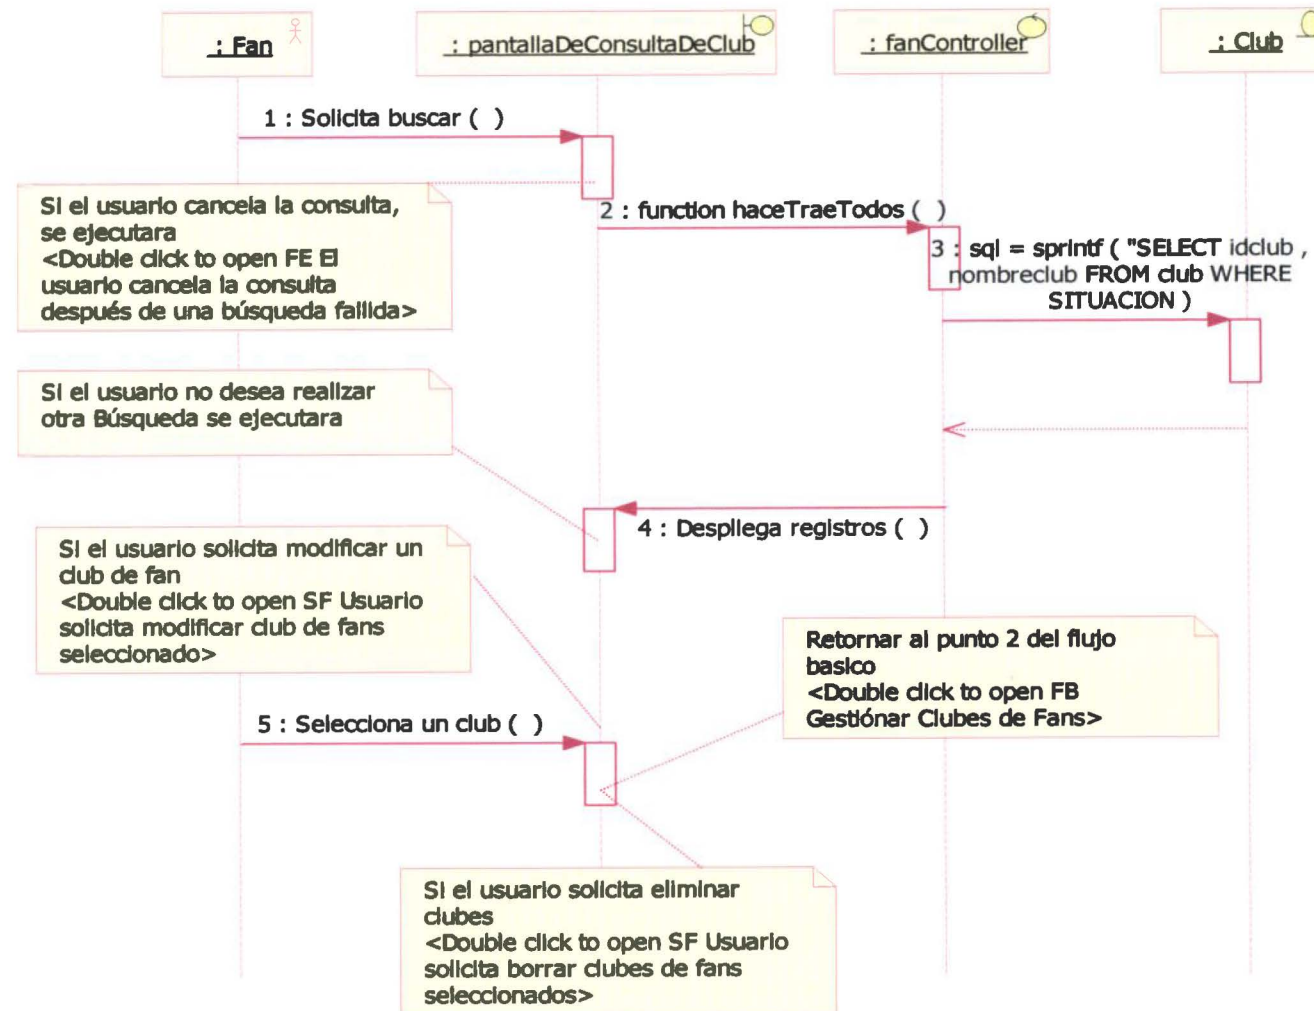 : Fan
: pantallaDeConsultaDeClub
: fanController
: Club
1 : Solicita buscar ( )
Si el usuario cancela la consulta,
se ejecutara
<Double click to open FE El
usuario cancela la consulta
después de una búsqueda fallida>
2 : function haceTraeTodos ( )
3 : sql = sprintf ( "SELECT idclub ,
nombreclub FROM club WHERE
SITUACION )
Si el usuario no desea realizar
otra Búsqueda se ejecutara
4 : Despliega registros ( )
Si el usuario solicita modificar un
club de fan
<Double click to open SF Usuario
solicita modificar club de fans
seleccionado>
Retornar al punto 2 del flujo
basico
<Double click to open FB
Gestiónar Clubes de Fans>
5 : Selecciona un club ( )
Si el usuario solicita eliminar
clubes
<Double click to open SF Usuario
solicita borrar clubes de fans
seleccionados>